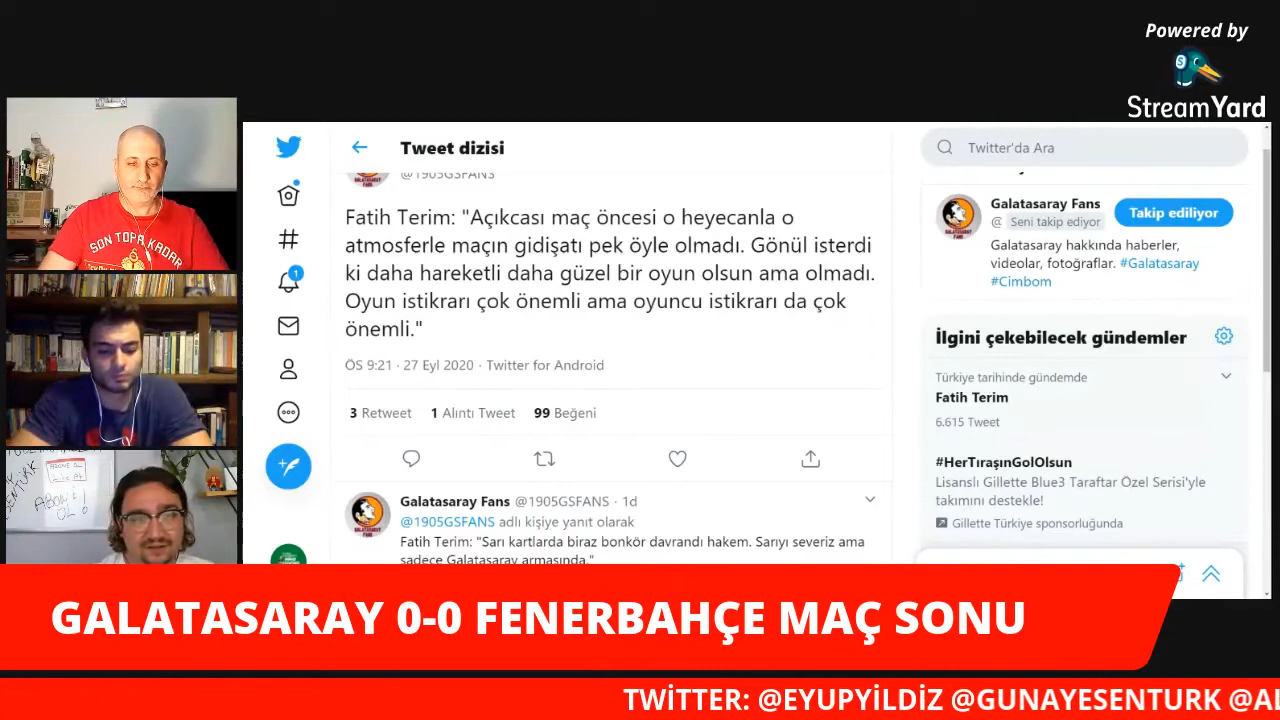 Powered by
StreamYard
SON TOPA KADAR
ABONE OL
ABONE
OL !
Tweet dizisi
@1905GSFANS
Fatih Terim: "Açıkcası maç öncesi o heyecanla o
atmosferle maçın gidişatı pek öyle olmadı. Gönül isterdi
ki daha hareketli daha güzel bir oyun olsun ama olmadı.
Oyun istikrarı çok önemli ama oyuncu istikrarı da çok
önemli."
ÖS 9:21 · 27 Eyl 2020 · Twitter for Android
3 Retweet 1 Alıntı Tweet 99 Beğeni
Galatasaray Fans @1905GSFANS · 1d
@1905GSFANS adlı kişiye yanıt olarak
Fatih Terim: "Sarı kartlarda biraz bonkör davrandı hakem. Sarıyı severiz ama
sadece Galatasaray armasında."
1
Twitter'da Ara
Galatasaray Fans
@ Seni takip ediyor
Takip ediliyor
Galatasaray hakkında haberler,
videolar, fotoğraflar. #Galatasaray
#Cimbom
İlgini çekebilecek gündemler
Türkiye tarihinde gündemde
Fatih Terim
6.615 Tweet
#HerTıraşınGolOlsun
Lisanslı Gillette Blue3 Taraftar Özel Serisi'yle
takımını destekle!
Gillette Türkiye sponsorluğunda
GALATASARAY 0-0 FENERBAHÇE MAÇ SONU
TWİTTER: @EYUPYİLDİZ @GUNAYESENTURK